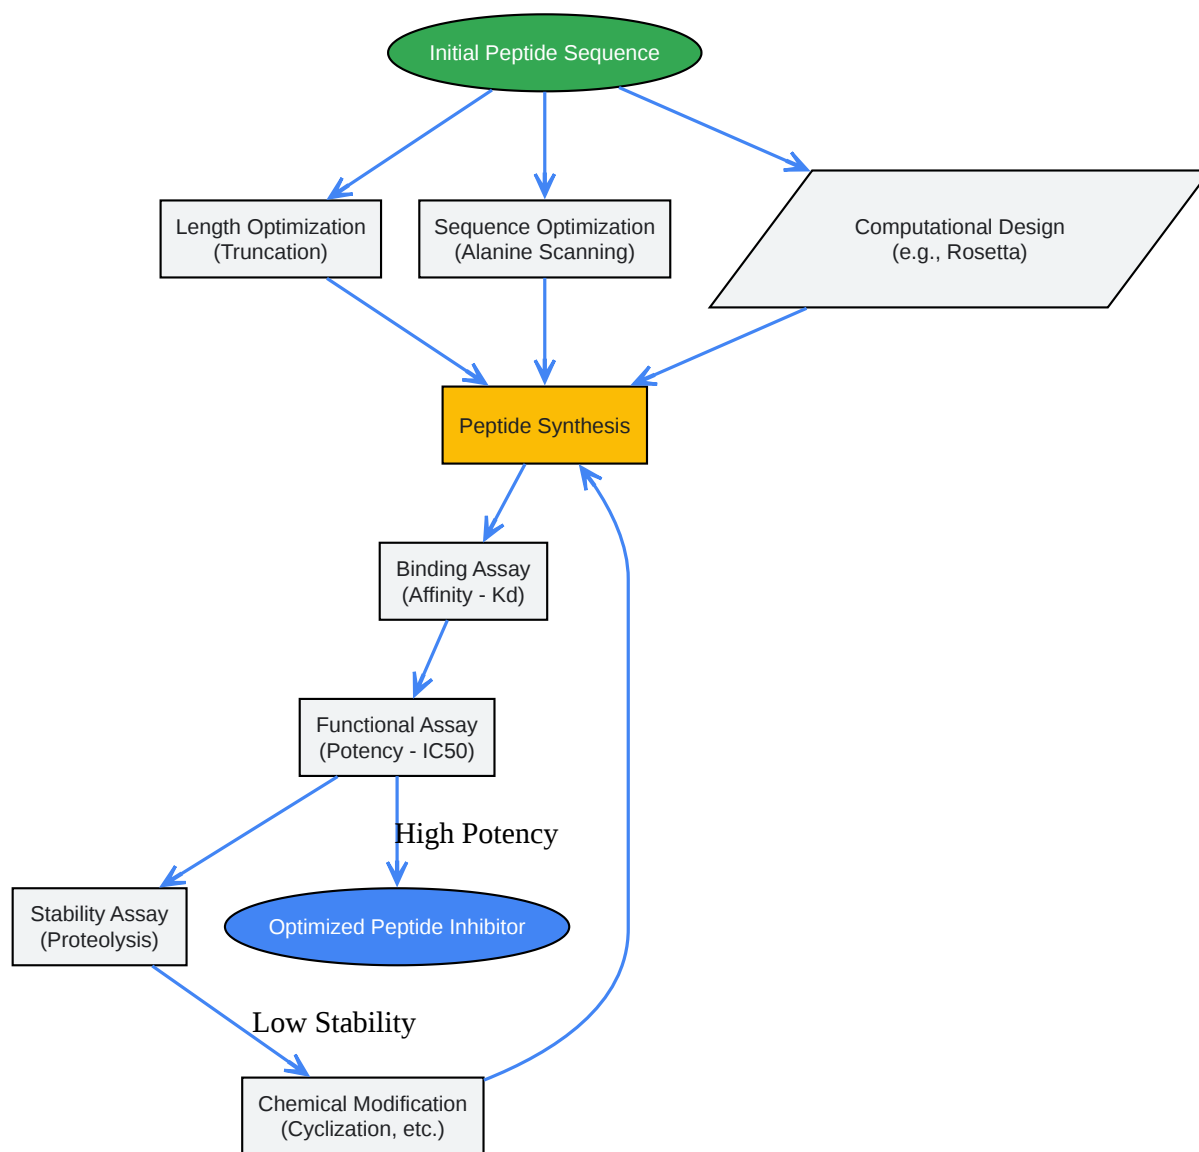 Initial Peptide Sequence
Length Optimization
(Truncation)
Sequence Optimization
(Alanine Scanning)
Computational Design
(e.g., Rosetta)
Peptide Synthesis
Binding Assay
(Affinity - Kd)
Functional Assay
(Potency - IC50)
High Potency
Stability Assay
(Proteolysis)
Optimized Peptide Inhibitor
Low Stability
Chemical Modification
(Cyclization, etc.)